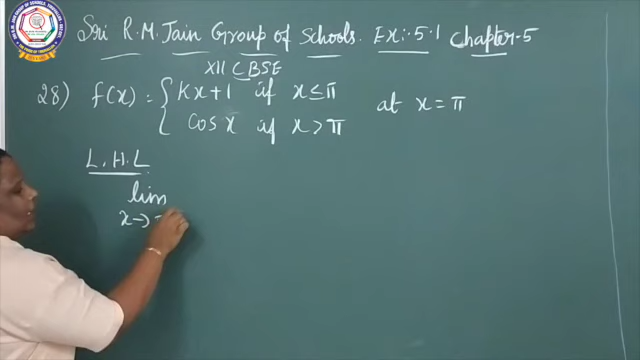 Sri R.M. Jain Group of Schools. Ex:-5.1 Chapter-5
XII CBSE
28) f(x) = { Kx+1 if x ≤ π at x = π
cos x if x > π
L.H.L
lim
x→